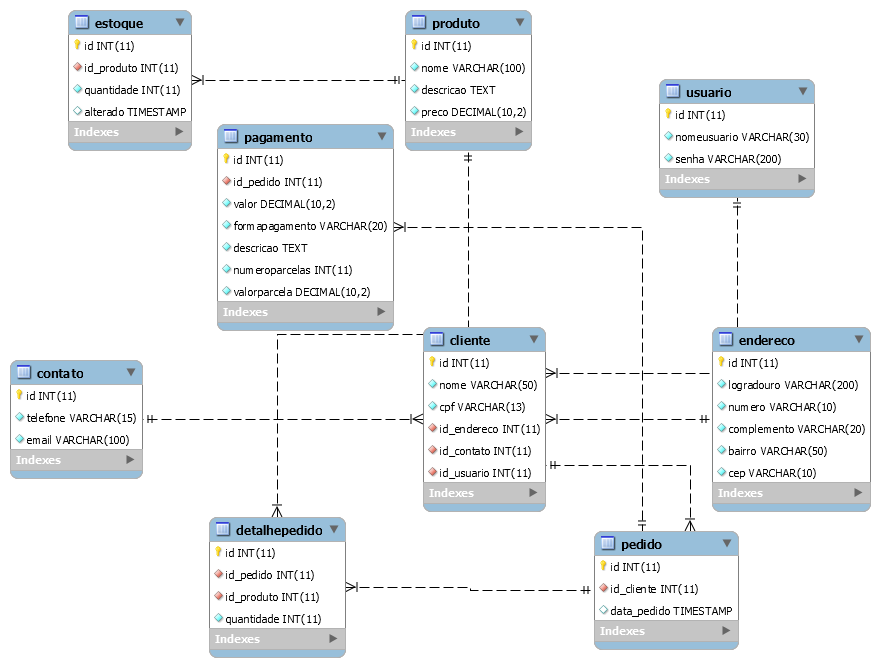 estoque
id INT(11)
id_produto INT(11)
quantidade INT(11)
alterado TIMESTAMP
Indexes
produto
id INT(11)
nome VARCHAR(100)
descricao TEXT
preco DECIMAL(10,2)
Indexes
usuario
id INT(11)
nomeusuario VARCHAR(30)
senha VARCHAR(200)
Indexes
pagamento
id INT(11)
id_pedido INT(11)
valor DECIMAL(10,2)
formapagamento VARCHAR(20)
descricao TEXT
numeroparcelas INT(11)
valorparcela DECIMAL(10,2)
Indexes
contato
id INT(11)
telefone VARCHAR(15)
email VARCHAR(100)
Indexes
cliente
id INT(11)
nome VARCHAR(50)
cpf VARCHAR(13)
id_endereco INT(11)
id_contato INT(11)
id_usuario INT(11)
Indexes
endereco
id INT(11)
logradouro VARCHAR(200)
numero VARCHAR(10)
complemento VARCHAR(20)
bairro VARCHAR(50)
cep VARCHAR(10)
Indexes
detalhepedido
id INT(11)
id_pedido INT(11)
id_produto INT(11)
quantidade INT(11)
Indexes
pedido
id INT(11)
id_cliente INT(11)
data_pedido TIMESTAMP
Indexes